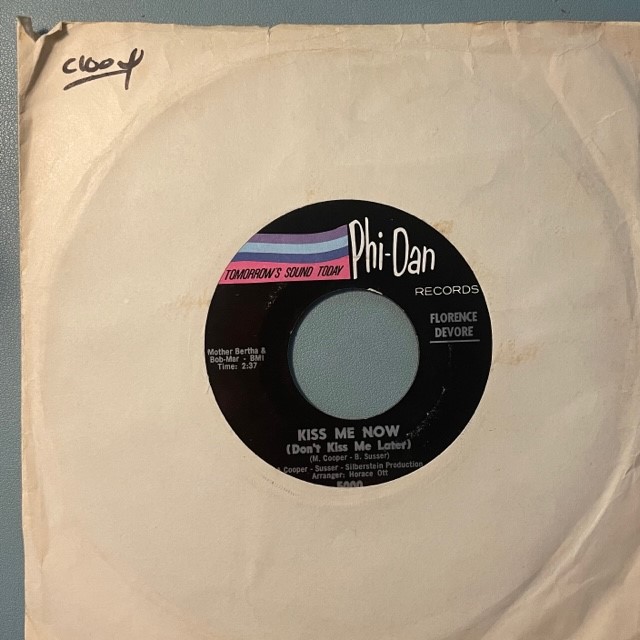 TOMORROW'S SOUND TODAY
Phi-Dan
RECORDS
FLORENCE
DEVORE
Mother Bertha &
Bob-Mar - BMI
Time: 2:37
KISS ME NOW
(Don't Kiss Me Later)
(M. Cooper - B. Susser)
Cooper - Susser - Silberstein Production
Arranger: Horace Ott
5000